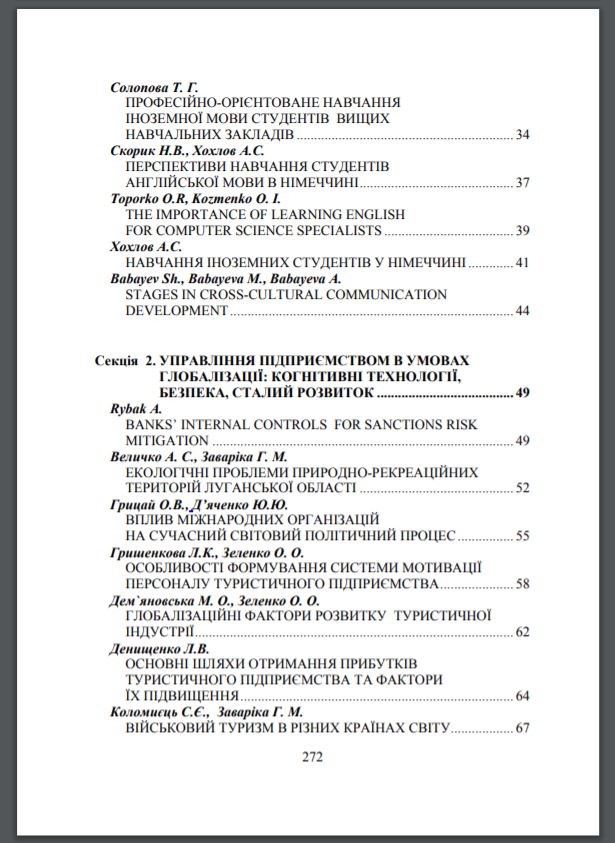 Солопова Т. Г.
ПРОФЕСІЙНО-ОРІЄНТОВАНЕ НАВЧАННЯ
ІНОЗЕМНОЇ МОВИ СТУДЕНТІВ ВИЩИХ
НАВЧАЛЬНИХ ЗАКЛАДІВ ................................................................ 34
Скорик Н.В., Хохлов А.С.
ПЕРСПЕКТИВИ НАВЧАННЯ СТУДЕНТІВ
АНГЛІЙСЬКОЇ МОВИ В НІМЕЧЧИНІ ............................................. 37
Toporko O.R, Kozmenko O. I.
THE IMPORTANCE OF LEARNING ENGLISH
FOR COMPUTER SCIENCE SPECIALISTS ...................................... 39
Хохлов А.С.
НАВЧАННЯ ІНОЗЕМНИХ СТУДЕНТІВ У НІМЕЧЧИНІ ............. 41
Babayev Sh., Babayeva M., Babayeva A.
STAGES IN CROSS-CULTURAL COMMUNICATION
DEVELOPMENT ..................................................................................... 44
Секція 2. УПРАВЛІННЯ ПІДПРИЄМСТВОМ В УМОВАХ
ГЛОБАЛІЗАЦІЇ: КОГНІТИВНІ ТЕХНОЛОГІЇ,
БЕЗПЕКА, СТАЛИЙ РОЗВИТОК ........................................ 49
Rybak A.
BANKS’ INTERNAL CONTROLS FOR SANCTIONS RISK
MITIGATION .......................................................................................... 49
Величко А. С., Заваріка Г. М.
ЕКОЛОГІЧНІ ПРОБЛЕМИ ПРИРОДНО-РЕКРЕАЦІЙНИХ
ТЕРИТОРІЙ ЛУГАНСЬКОЇ ОБЛАСТІ .............................................. 52
Грицай О.В., Д’яченко Ю.Ю.
ВПЛИВ МІЖНАРОДНИХ ОРГАНІЗАЦІЙ
НА СУЧАСНИЙ СВІТОВИЙ ПОЛІТИЧНИЙ ПРОЦЕС ................ 55
Гришенкова Л.К., Зеленко О. О.
ОСОБЛИВОСТІ ФОРМУВАННЯ СИСТЕМИ МОТИВАЦІЇ
ПЕРСОНАЛУ ТУРИСТИЧНОГО ПІДПРИЄМСТВА ...................... 58
Дем`яновська М. О., Зеленко О. О.
ГЛОБАЛІЗАЦІЙНІ ФАКТОРИ РОЗВИТКУ ТУРИСТИЧНОЇ
ІНДУСТРІЇ ............................................................................................... 62
Денищенко Л.В.
ОСНОВНІ ШЛЯХИ ОТРИМАННЯ ПРИБУТКІВ
ТУРИСТИЧНОГО ПІДПРИЄМСТВА ТА ФАКТОРИ
ЇХ ПІДВИЩЕННЯ ................................................................................. 64
Коломиєць С.Є., Заваріка Г. М.
ВІЙСЬКОВИЙ ТУРИЗМ В РІЗНИХ КРАЇНАХ СВІТУ .................. 67
272